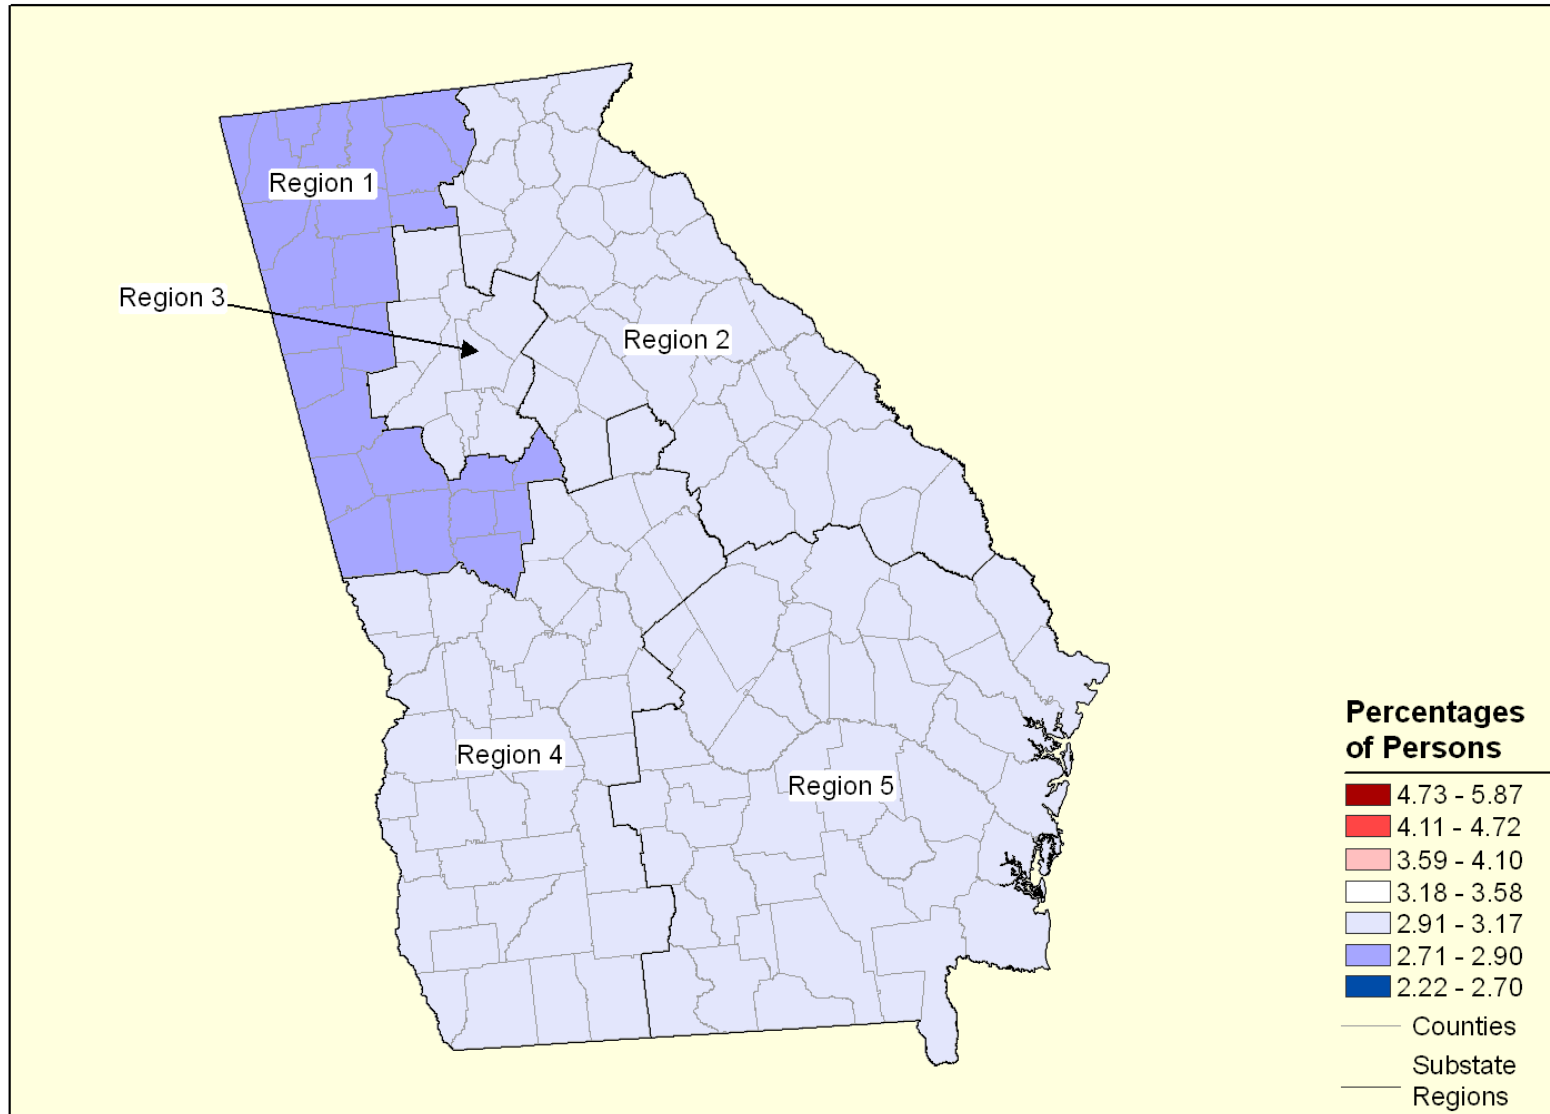 Region 1
Region 3
Region 2
Region 4
Region 5
Percentages
of Persons
4.73 - 5.87
4.11 - 4.72
3.59 - 4.10
3.18 - 3.58
2.91 - 3.17
2.71 - 2.90
2.22 - 2.70
Counties
Substate
Regions